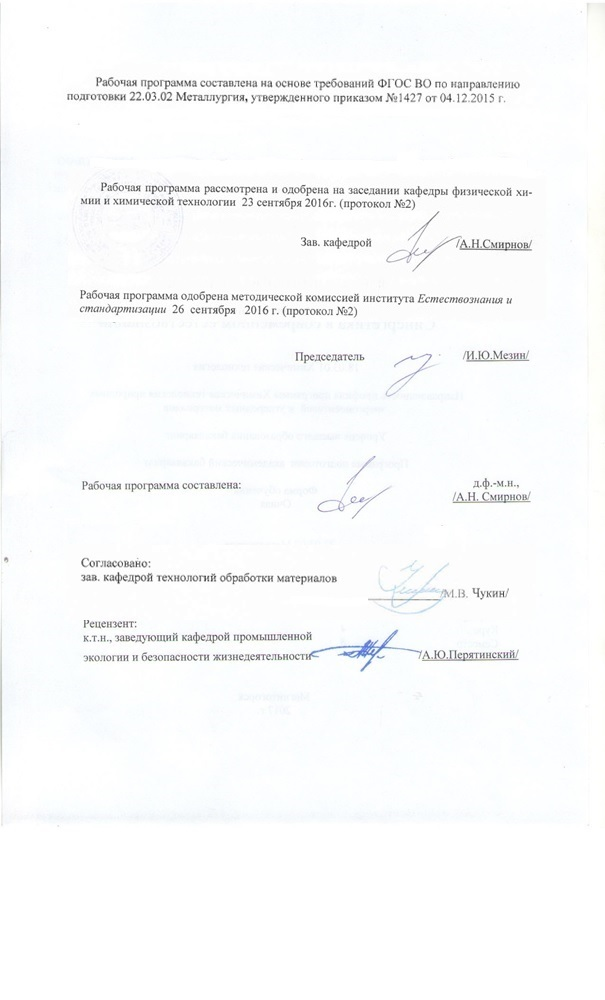 Рабочая программа составлена на основе требований ФГОС ВО по направлению
подготовки 22.03.02 Металлургия, утвержденного приказом №1427 от 04.12.2015 г.
Рабочая программа рассмотрена и одобрена на заседании кафедры физической хи-
мии и химической технологии 23 сентября 2016г. (протокол №2)
Зав. кафедрой /А.Н.Смирнов/
Рабочая программа одобрена методической комиссией института Естествознания и
стандартизации 26 сентября 2016 г. (протокол №2)
Председатель /И.Ю.Мезин/
Рабочая программа составлена: д.ф.-м.н.,
/А.Н. Смирнов/
Согласовано:
зав. кафедрой технологий обработки материалов
/М.В. Чукин/
Рецензент:
к.т.н., заведующий кафедрой промышленной
экологии и безопасности жизнедеятельности /А.Ю.Перятинский/